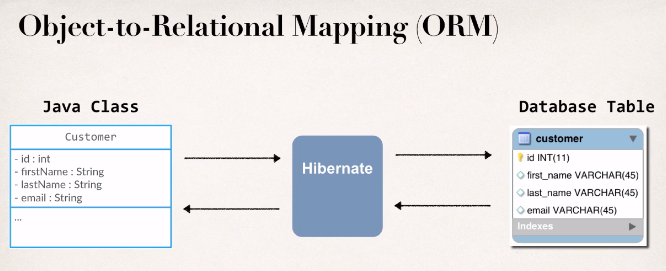 Object-to-Relational Mapping (ORM)
Java Class
Customer
- id : int
- firstName : String
- lastName : String
- email : String
...
Hibernate
Database Table
customer
id INT(11)
first_name VARCHAR(45)
last_name VARCHAR(45)
email VARCHAR(45)
Indexes